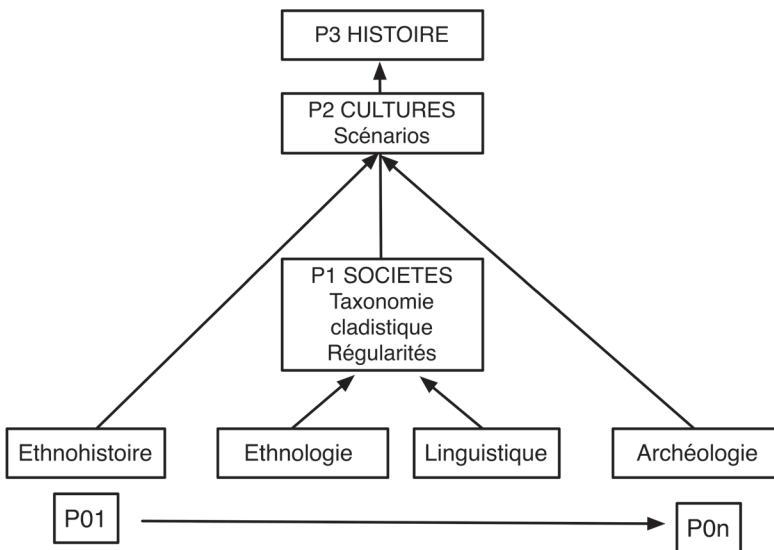 P3 HISTOIRE
P2 CULTURES
Scénarios
P1 SOCIETES
Taxonomie
cladistique
Régularités
Ethnohistoire
Ethnologie
Linguistique
Archéologie
P01
P0n